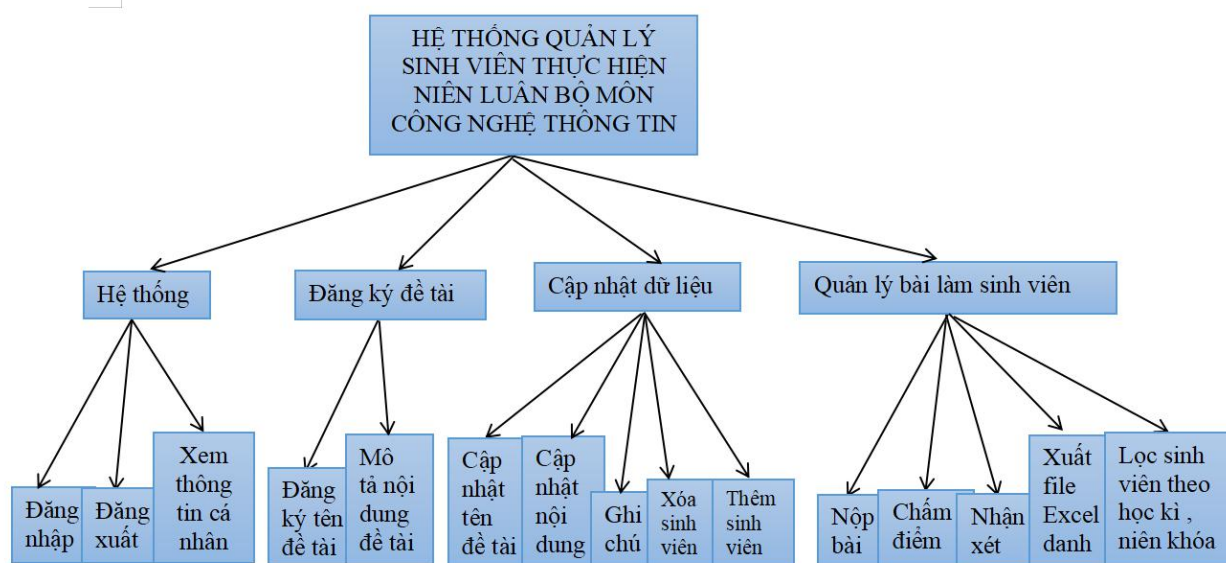 HỆ THỐNG QUẢN LÝ
SINH VIÊN THỰC HIỆN
NIÊN LUÂN BỘ MÔN
CÔNG NGHỆ THÔNG TIN
Hệ thống
Đăng ký đề tài
Cập nhật dữ liệu
Quản lý bài làm sinh viên
Đăng
nhập
Đăng
xuất
Xem
thông
tin cá
nhân
Đăng
ký tên
đề tài
Mô
tả nội
dung
đề tài
Cập
nhật
tên
đề tài
Cập
nhật
nội
dung
Ghi
chú
Xóa
sinh
viên
Thêm
sinh
viên
Nộp
bài
Chấm
điểm
Nhận
xét
Xuất
file
Excel
danh
Lọc sinh
viên theo
học kì ,
niên khóa